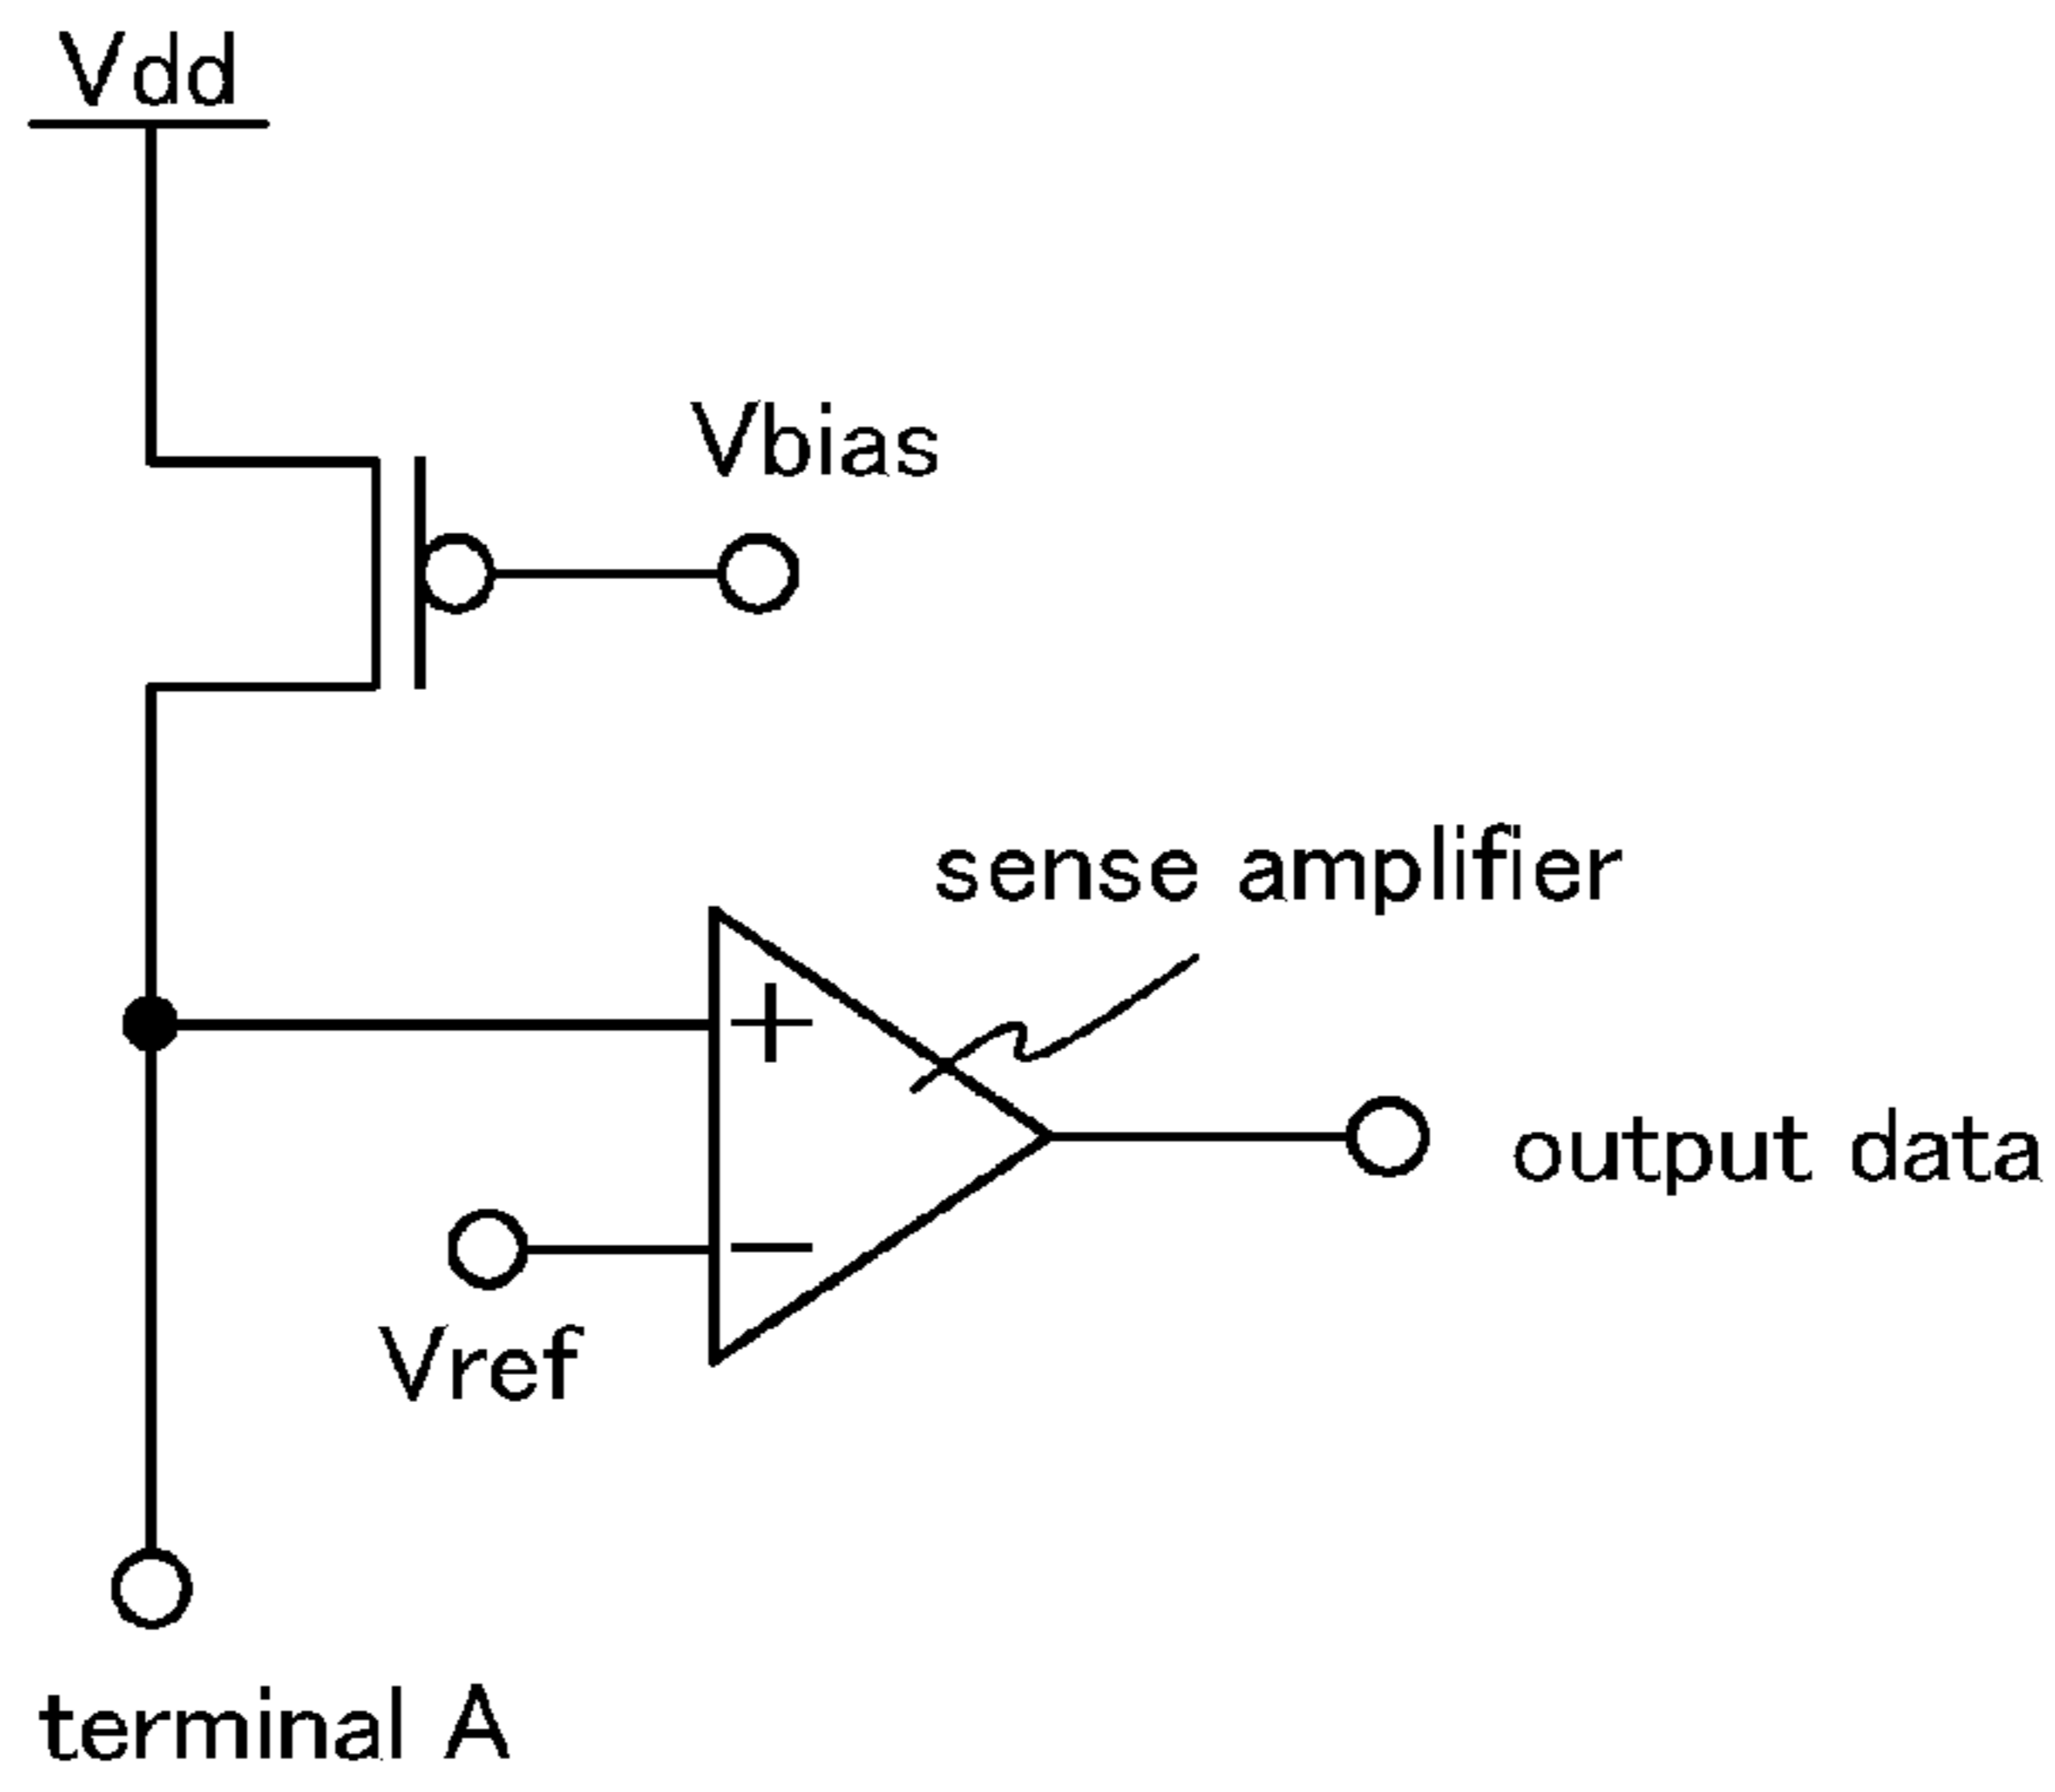 Vdd
Vbias
sense amplifier
+
output data
−
Vref
terminal A